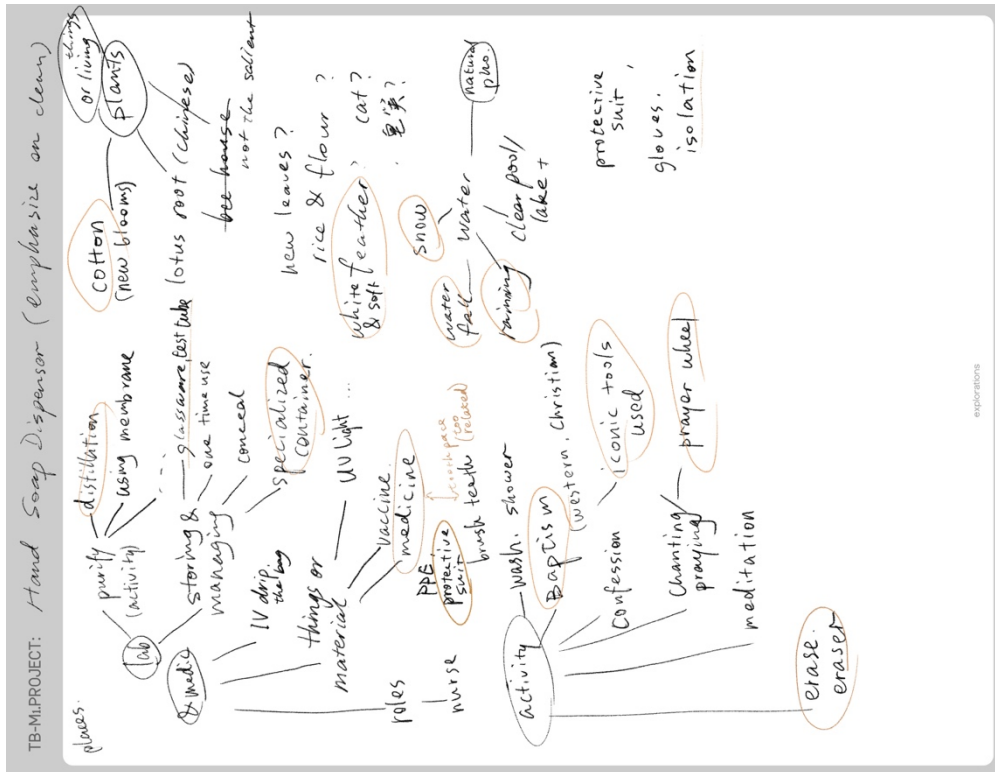 TB-M1.PROJECT: Hand Soap Dispensor (emphasize on clean)
places.
lab
purify
(activity)
distillation
using membrane
...
storing &
managing
glassware, test tube
one time use
conceal
specialized
container.
& medic
IV drip
the bag
things or
material
UV light ...
vaccine
medicine
roles
nurse
PPE,
protective
suit
brush teeth
(relaxed
too
activity
wash. shower
Baptism
(western. Christian)
Confession
iconic tools
used
Chanting/
praying
prayer wheel
meditation
erase.
eraser
things
or living
plants
cotton
(new blooms)
lotus root (Chinese)
bee house
not the salient
new leaves?
rice & flour ?
white feather ?
& soft
cat?
snow
water
fall
water
natural
pho.
raining
clear pool/
lake +
protective
suit,
gloves.
isolation
explorations